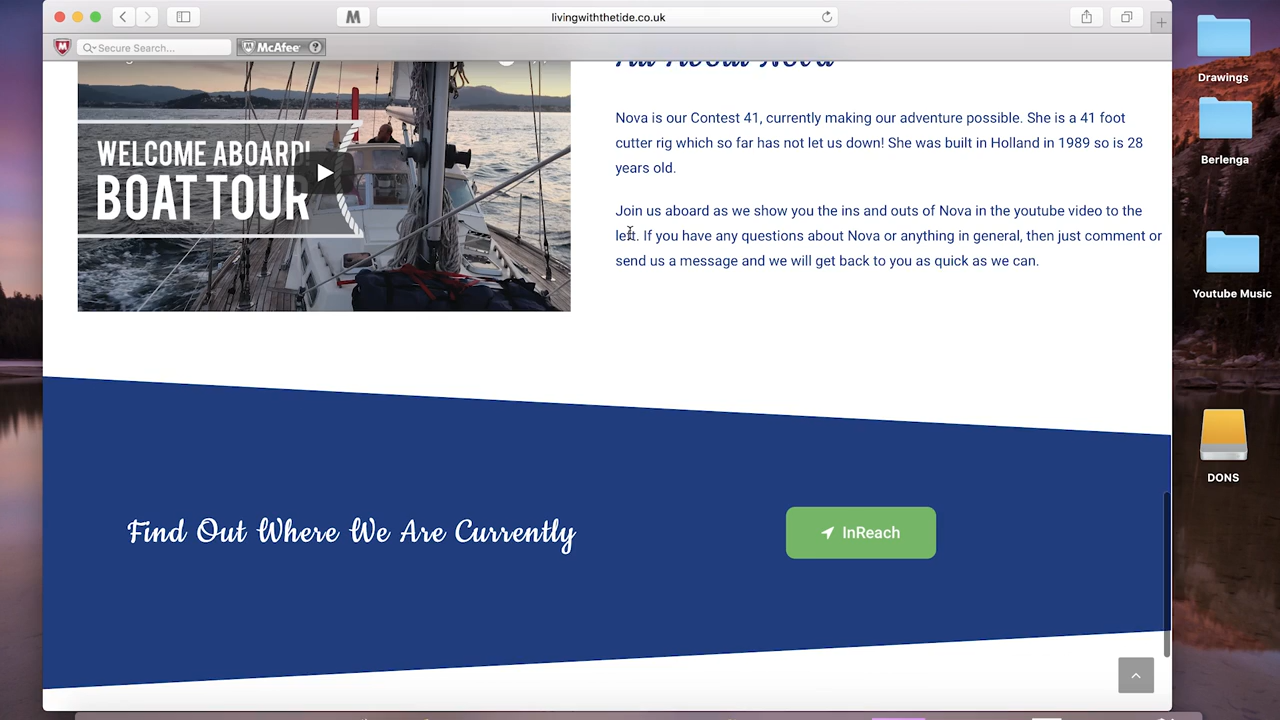 livingwiththetide.co.uk
Secure Search...
McAfee
Drawings
Berlenga
Youtube Music
DONS
WELCOME ABOARD!
BOAT TOUR
All About Nova
Nova is our Contest 41, currently making our adventure possible. She is a 41 foot
cutter rig which so far has not let us down! She was built in Holland in 1989 so is 28
years old.
Join us aboard as we show you the ins and outs of Nova in the youtube video to the
left. If you have any questions about Nova or anything in general, then just comment or
send us a message and we will get back to you as quick as we can.
Find Out Where We Are Currently
InReach